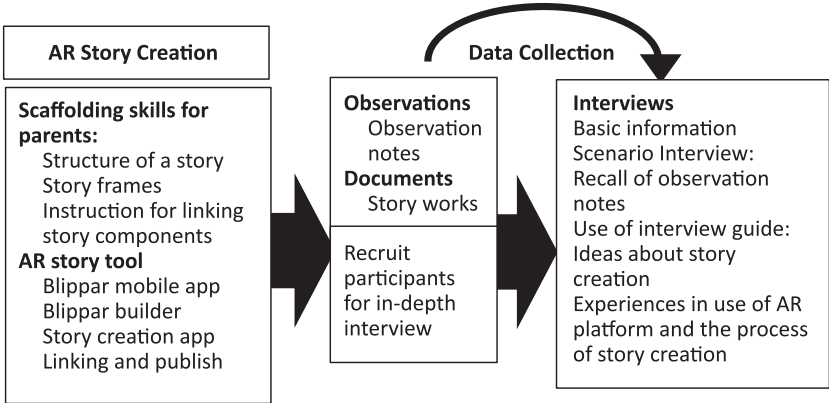 AR Story Creation
Scaffolding skills for
parents:
Structure of a story
Story frames
Instruction for linking
story components
AR story tool
Blippar mobile app
Blippar builder
Story creation app
Linking and publish
Data Collection
Observations
Observation
notes
Documents
Story works
Recruit
participants
for in-depth
interview
Interviews
Basic information
Scenario Interview:
Recall of observation
notes
Use of interview guide:
Ideas about story
creation
Experiences in use of AR
platform and the process
of story creation